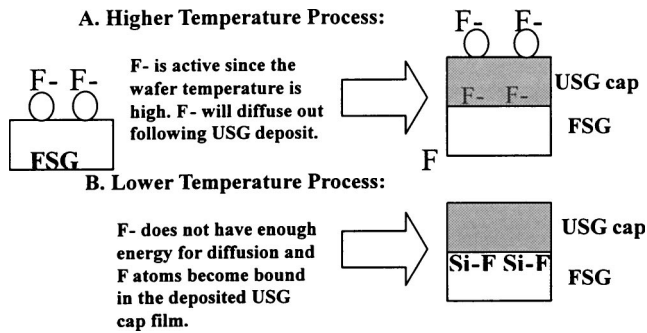 A. Higher Temperature Process:
F- F-
FSG
F- is active since the
wafer temperature is
high. F- will diffuse out
following USG deposit.
F- F-
USG cap
F- F-
FSG
F
B. Lower Temperature Process:
F- does not have enough
energy for diffusion and
F atoms become bound
in the deposited USG
cap film.
USG cap
Si-F Si-F
FSG